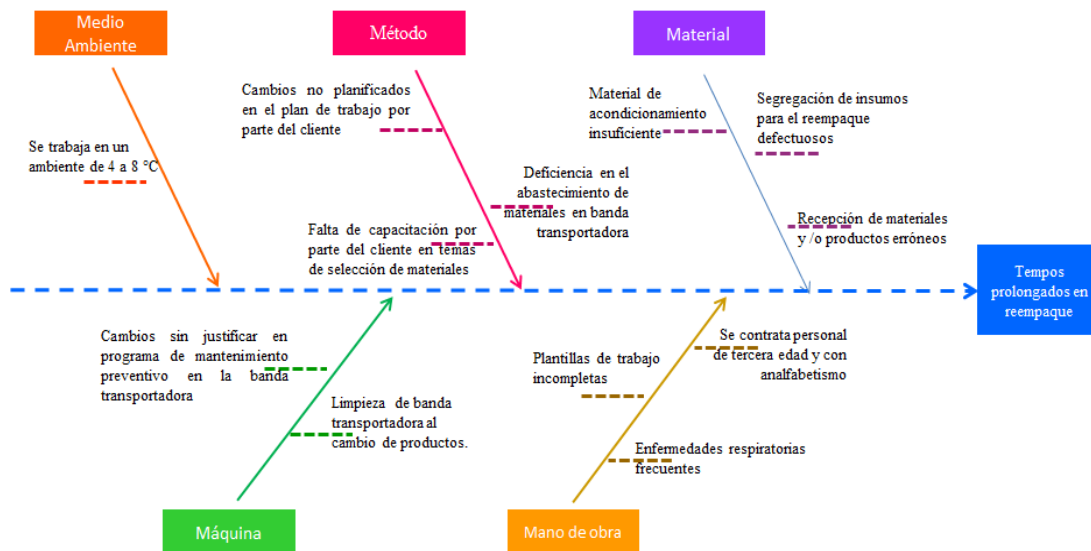 Medio
Ambiente
Método
Material
Cambios no planificados
en el plan de trabajo por
parte del cliente
Material de
acondicionamiento
insuficiente
Segregación de insumos
para el reempaque
defectuosos
Se trabaja en un
ambiente de 4 a 8 °C
Deficiencia en el
abastecimiento de
materiales en banda
transportadora
Falta de capacitación por
parte del cliente en temas
de selección de materiales
Recepción de materiales
y /o productos erróneos
Tempos
prolongados en
reempaque
Cambios sin justificar en
programa de mantenimiento
preventivo en la banda
transportadora
Plantillas de trabajo
incompletas
Se contrata personal
de tercera edad y con
analfabetismo
Limpieza de banda
transportadora al
cambio de productos.
Enfermedades respiratorias
frecuentes
Máquina
Mano de obra